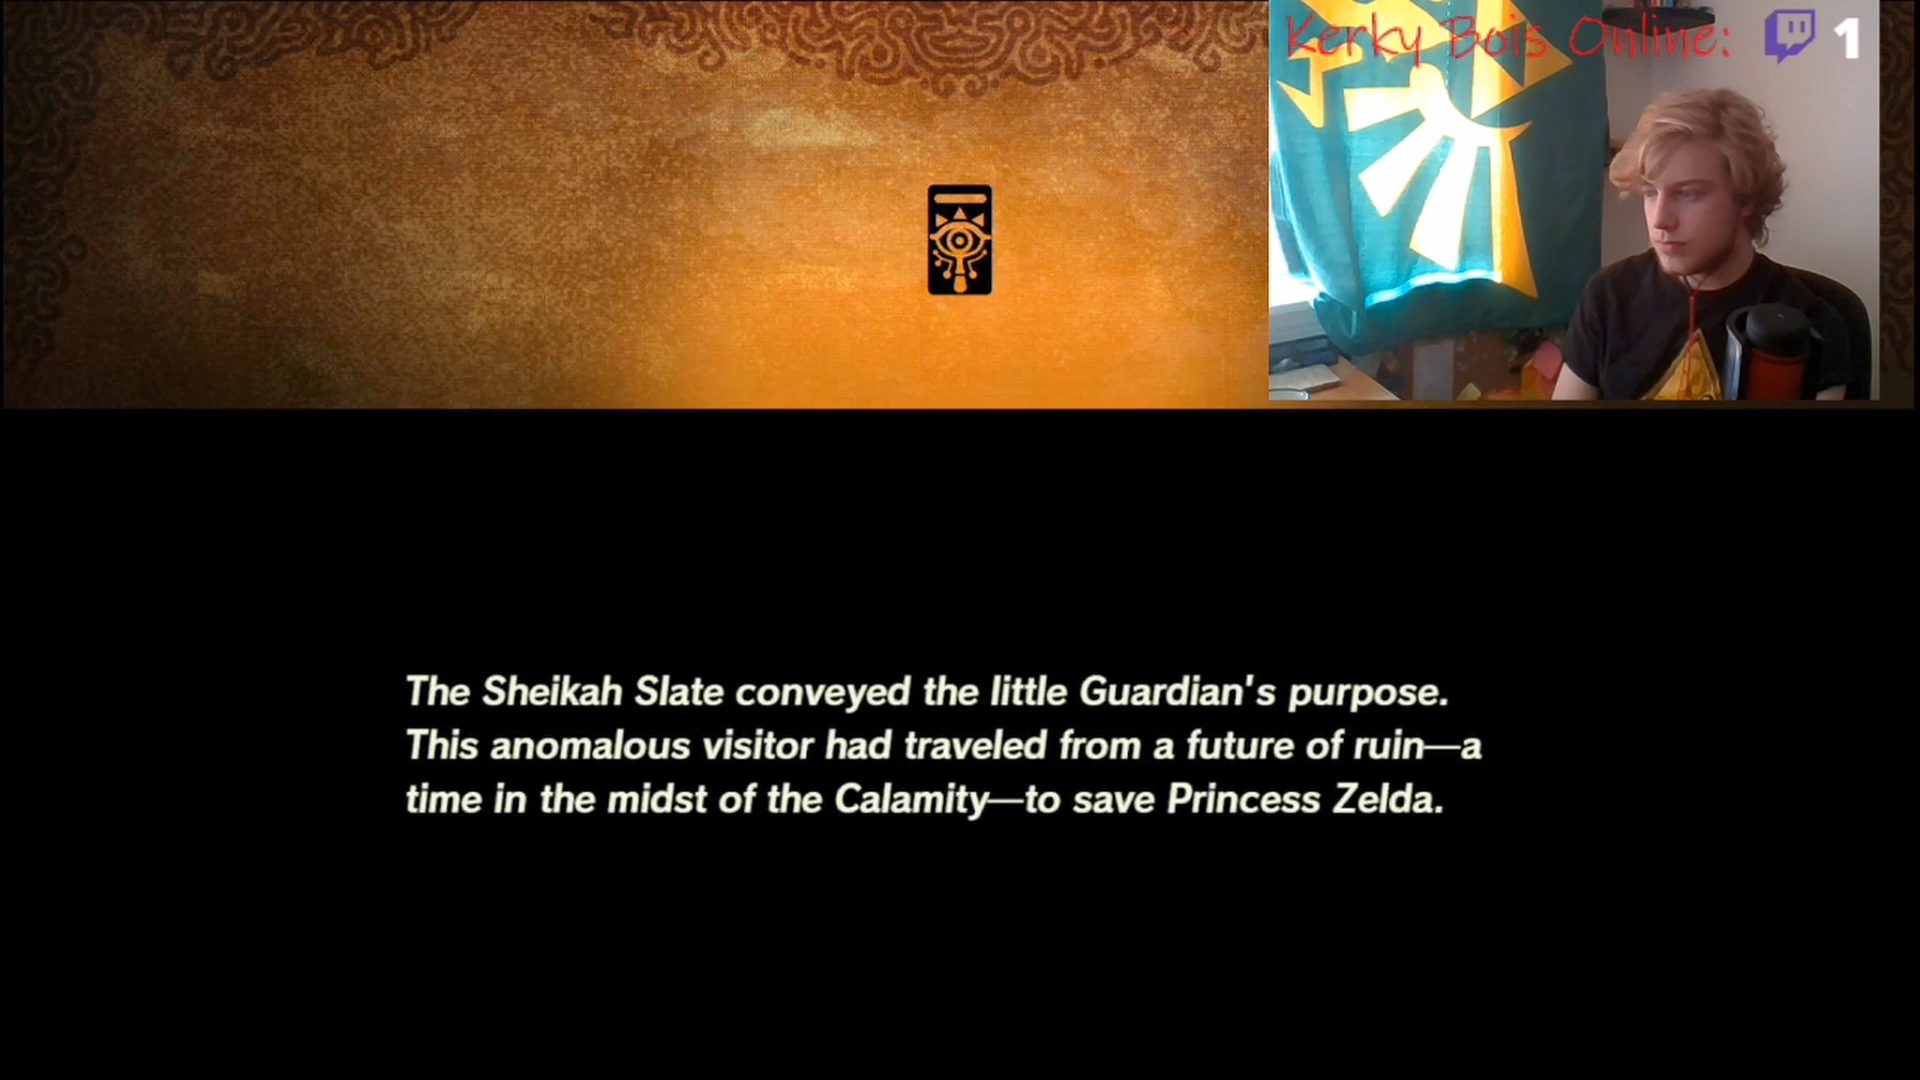 Kerky Bois Online: 1
The Sheikah Slate conveyed the little Guardian's purpose.
This anomalous visitor had traveled from a future of ruin—a
time in the midst of the Calamity—to save Princess Zelda.